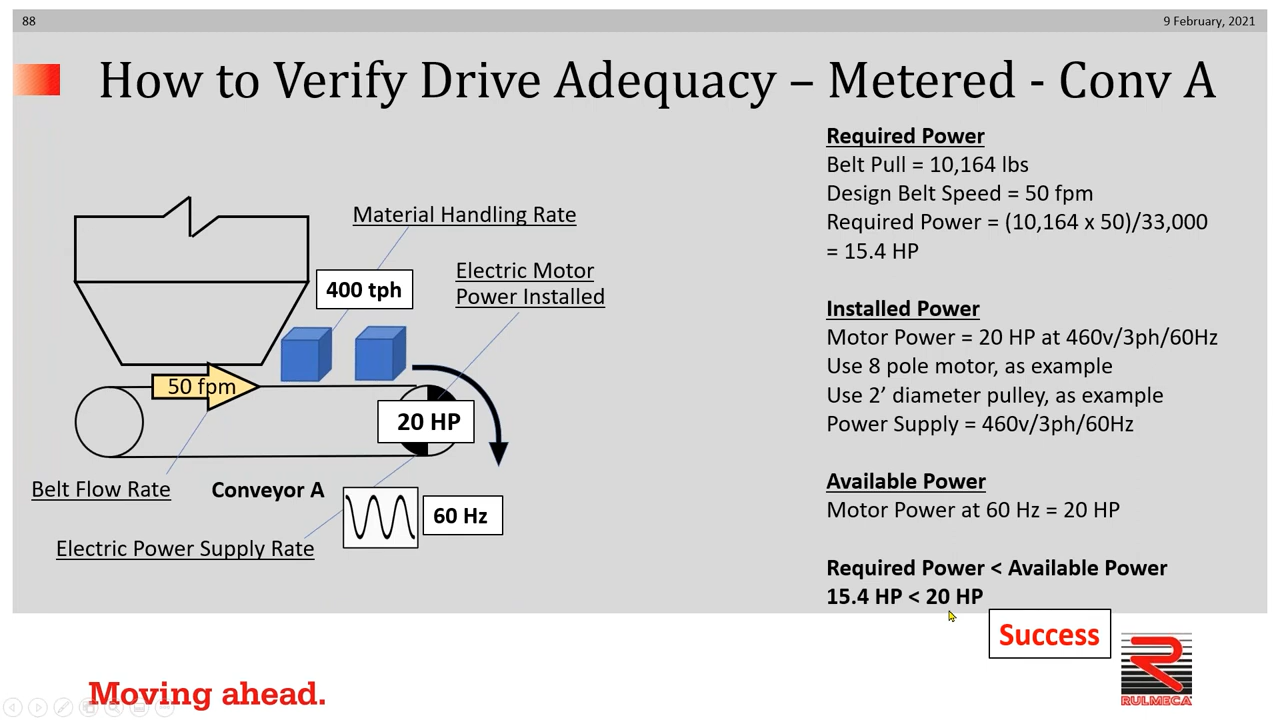 88
9 February, 2021
How to Verify Drive Adequacy – Metered - Conv A
Material Handling Rate
400 tph
Electric Motor
Power Installed
50 fpm
20 HP
Belt Flow Rate
Conveyor A
60 Hz
Electric Power Supply Rate
Required Power
Belt Pull = 10,164 lbs
Design Belt Speed = 50 fpm
Required Power = (10,164 x 50)/33,000
= 15.4 HP
Installed Power
Motor Power = 20 HP at 460v/3ph/60Hz
Use 8 pole motor, as example
Use 2’ diameter pulley, as example
Power Supply = 460v/3ph/60Hz
Available Power
Motor Power at 60 Hz = 20 HP
Required Power < Available Power
15.4 HP < 20 HP
Success
Moving ahead.
RULMECA